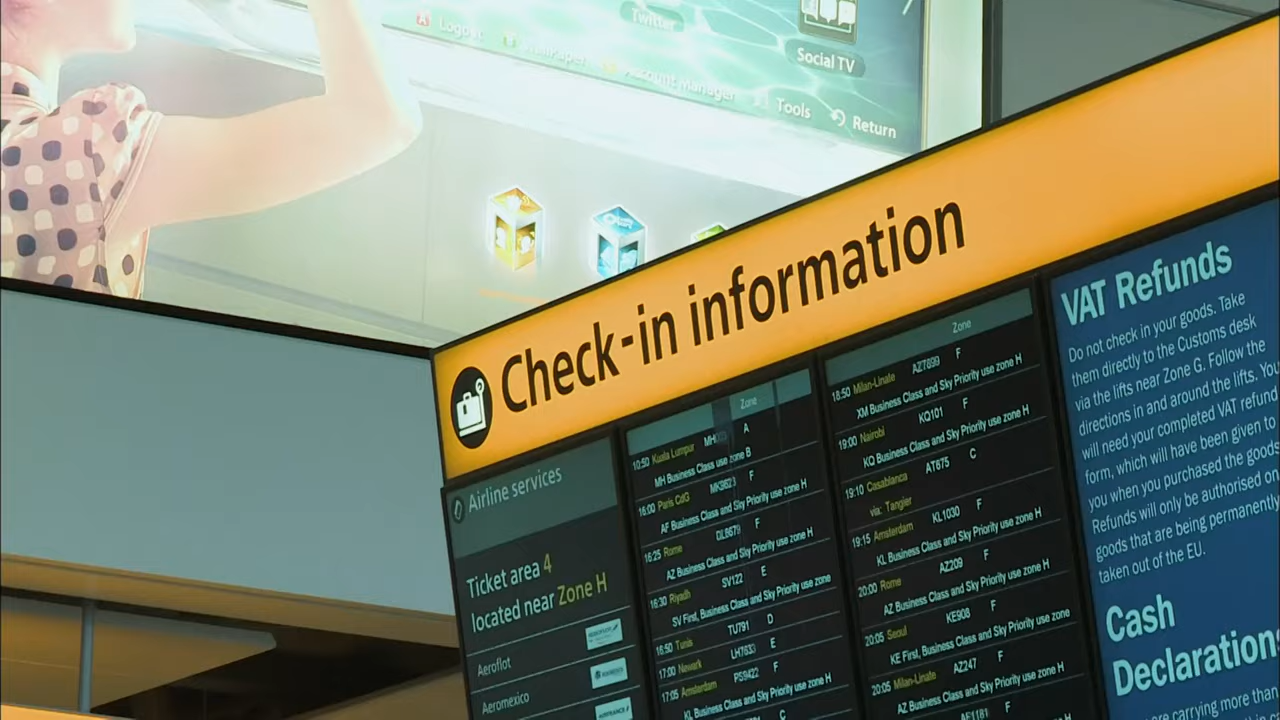 Twitter
Social TV
Logout
Account Manager
Tools
Return
Check-in information
Airline services
Ticket area 4
located near Zone H
Aeroflot
Aeromexico
Zone
10:50 Kuala Lumpur A
MH Business Class use zone B
16:00 Paris CdG F
AF Business Class and Sky Priority use zone H
16:25 Rome F
AZ Business Class and Sky Priority use zone H
16:30 Riyadh SV122 E
SV First, Business Class and Sky Priority use zone
16:50 Tunis TU791 D
17:00 Newark E
17:05 Amsterdam F
KL Business Class and Sky Priority use zone H
Zone
18:50 Milan-Linate AZ7899 F
XM Business Class and Sky Priority use zone H
19:00 Nairobi KQ101 F
KQ Business Class and Sky Priority use zone H
19:10 Casablanca AT875 C
via: Tangier
19:15 Amsterdam KL1030 F
KL Business Class and Sky Priority use zone H
20:00 Rome AZ209 F
AZ Business Class and Sky Priority use zone H
20:05 Seoul KE908 F
KE First, Business Class and Sky Priority use zone
20:05 Milan-Linate AZ247 F
AZ Business Class and Sky Priority use zone H
AF1181 F
VAT Refunds
Do not check in your goods. Take
them directly to the Customs desk
via the lifts near Zone G. Follow the
directions in and around the lifts. You
will need your completed VAT refund
form, which will have been given to
you when you purchased the goods
Refunds will only be authorised on
goods that are being permanently
taken out of the EU.
Cash
Declaration
are carrying more than